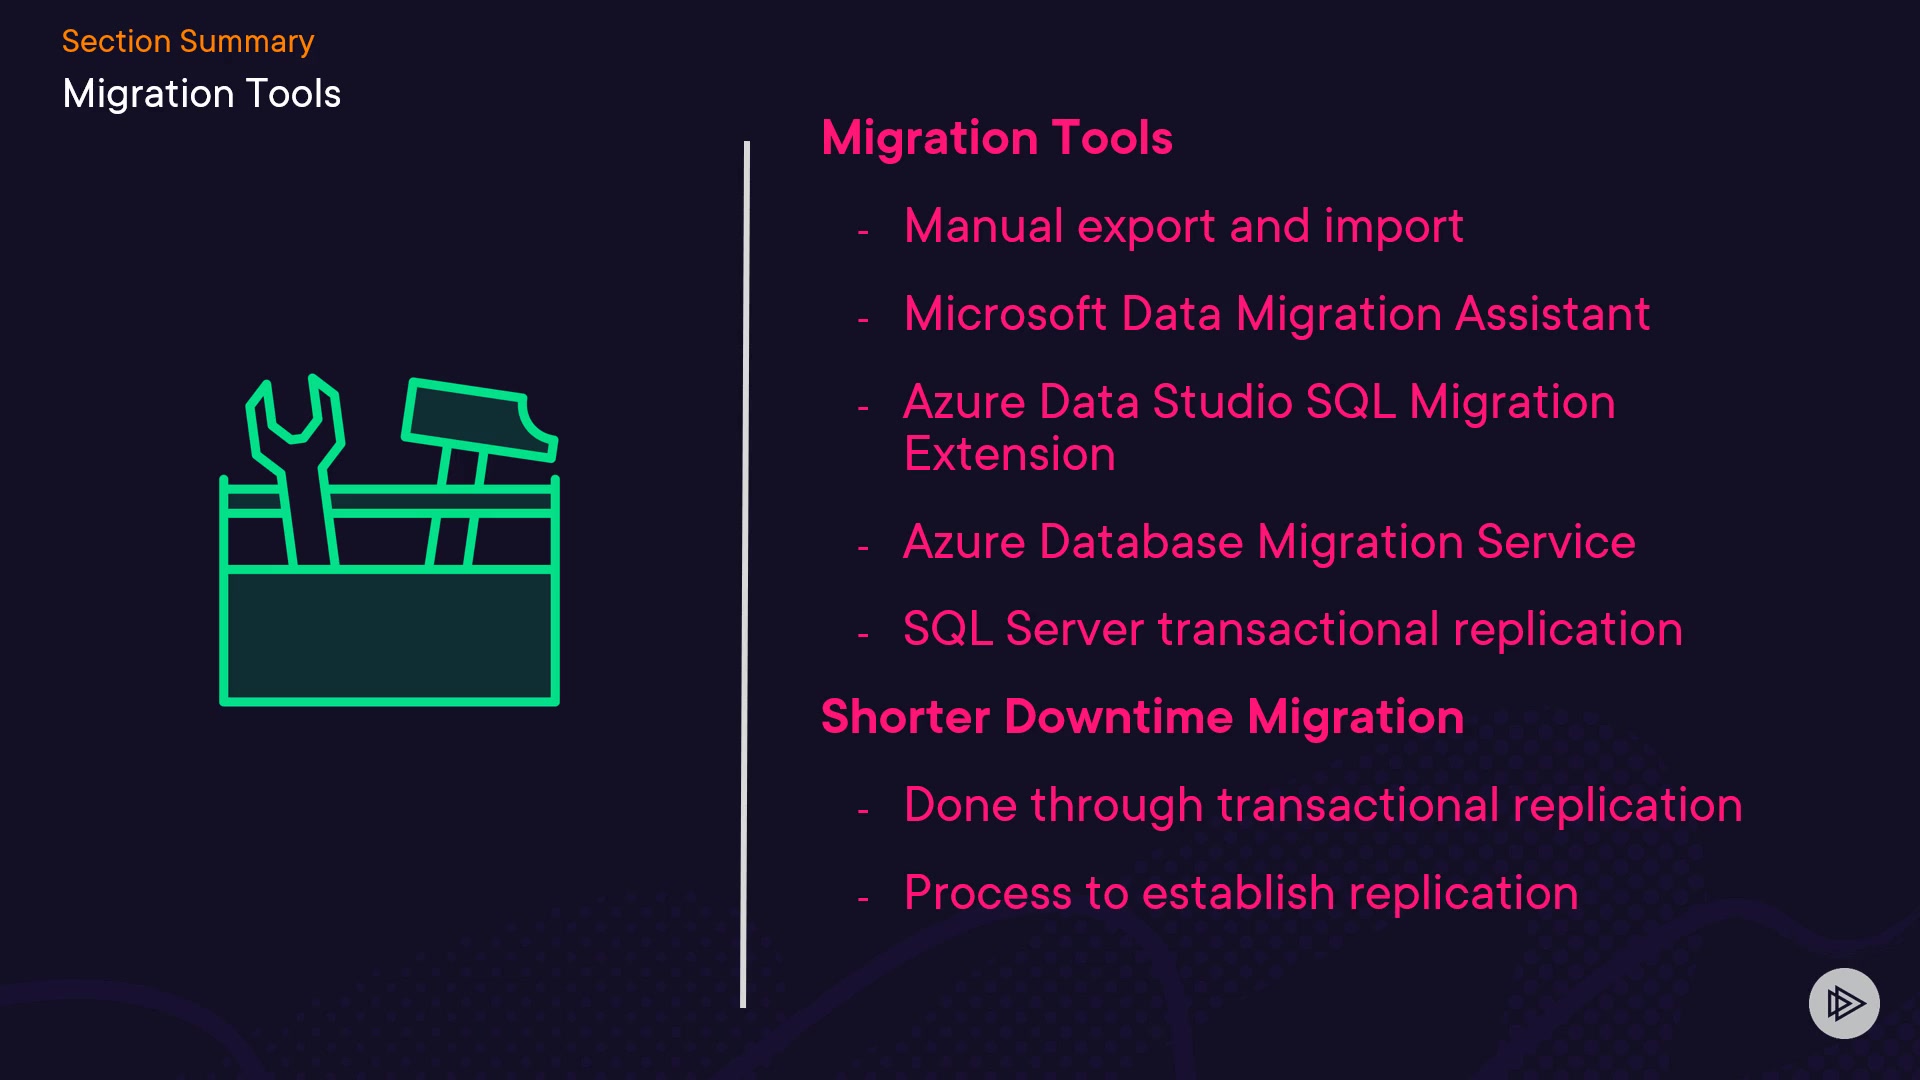 Section Summary
Migration Tools
Migration Tools
- Manual export and import
- Microsoft Data Migration Assistant
- Azure Data Studio SQL Migration
Extension
- Azure Database Migration Service
- SQL Server transactional replication
Shorter Downtime Migration
- Done through transactional replication
- Process to establish replication